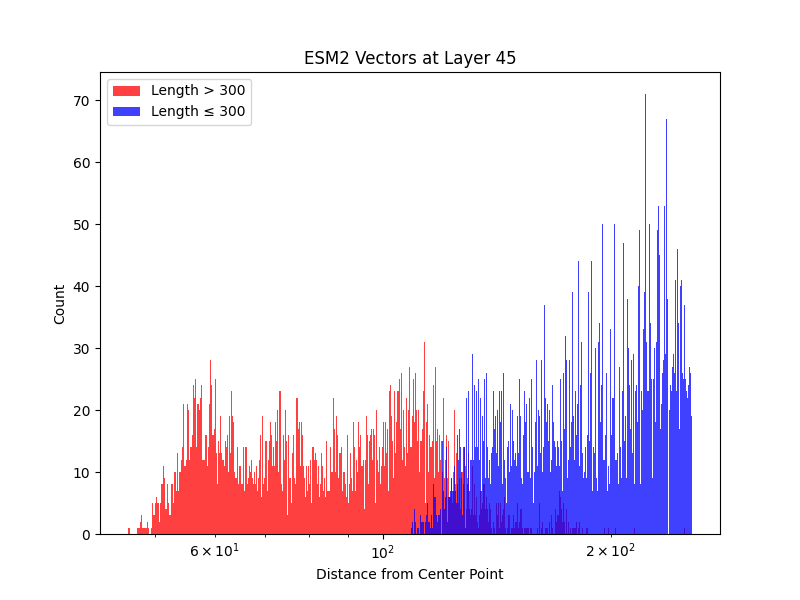 ESM2 Vectors at Layer 45
Length > 300
Length ≤ 300
Count
70
60
50
40
30
20
10
0
6 × 10¹
10²
2 × 10²
Distance from Center Point